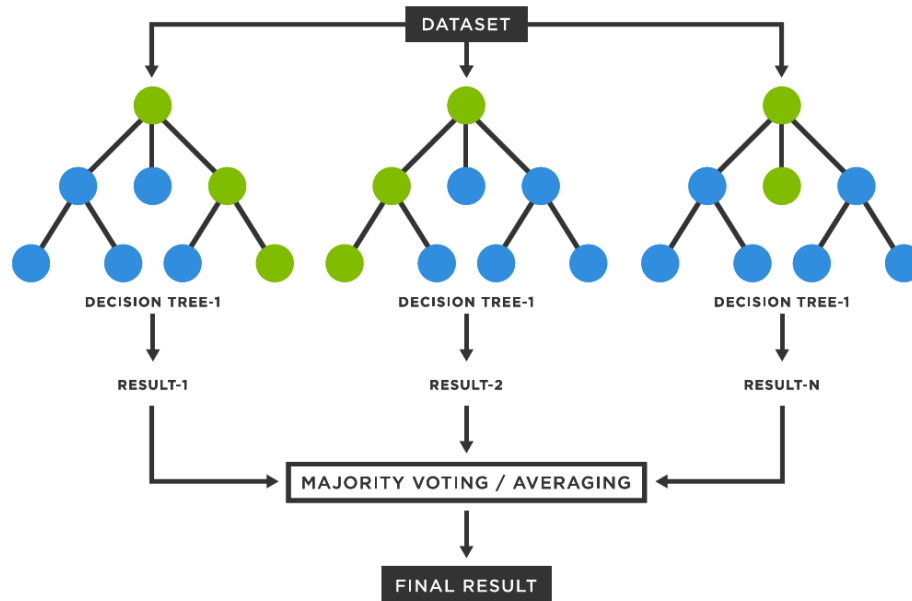 DATASET
DECISION TREE-1
DECISION TREE-1
DECISION TREE-1
RESULT-1
RESULT-2
RESULT-N
MAJORITY VOTING / AVERAGING
FINAL RESULT